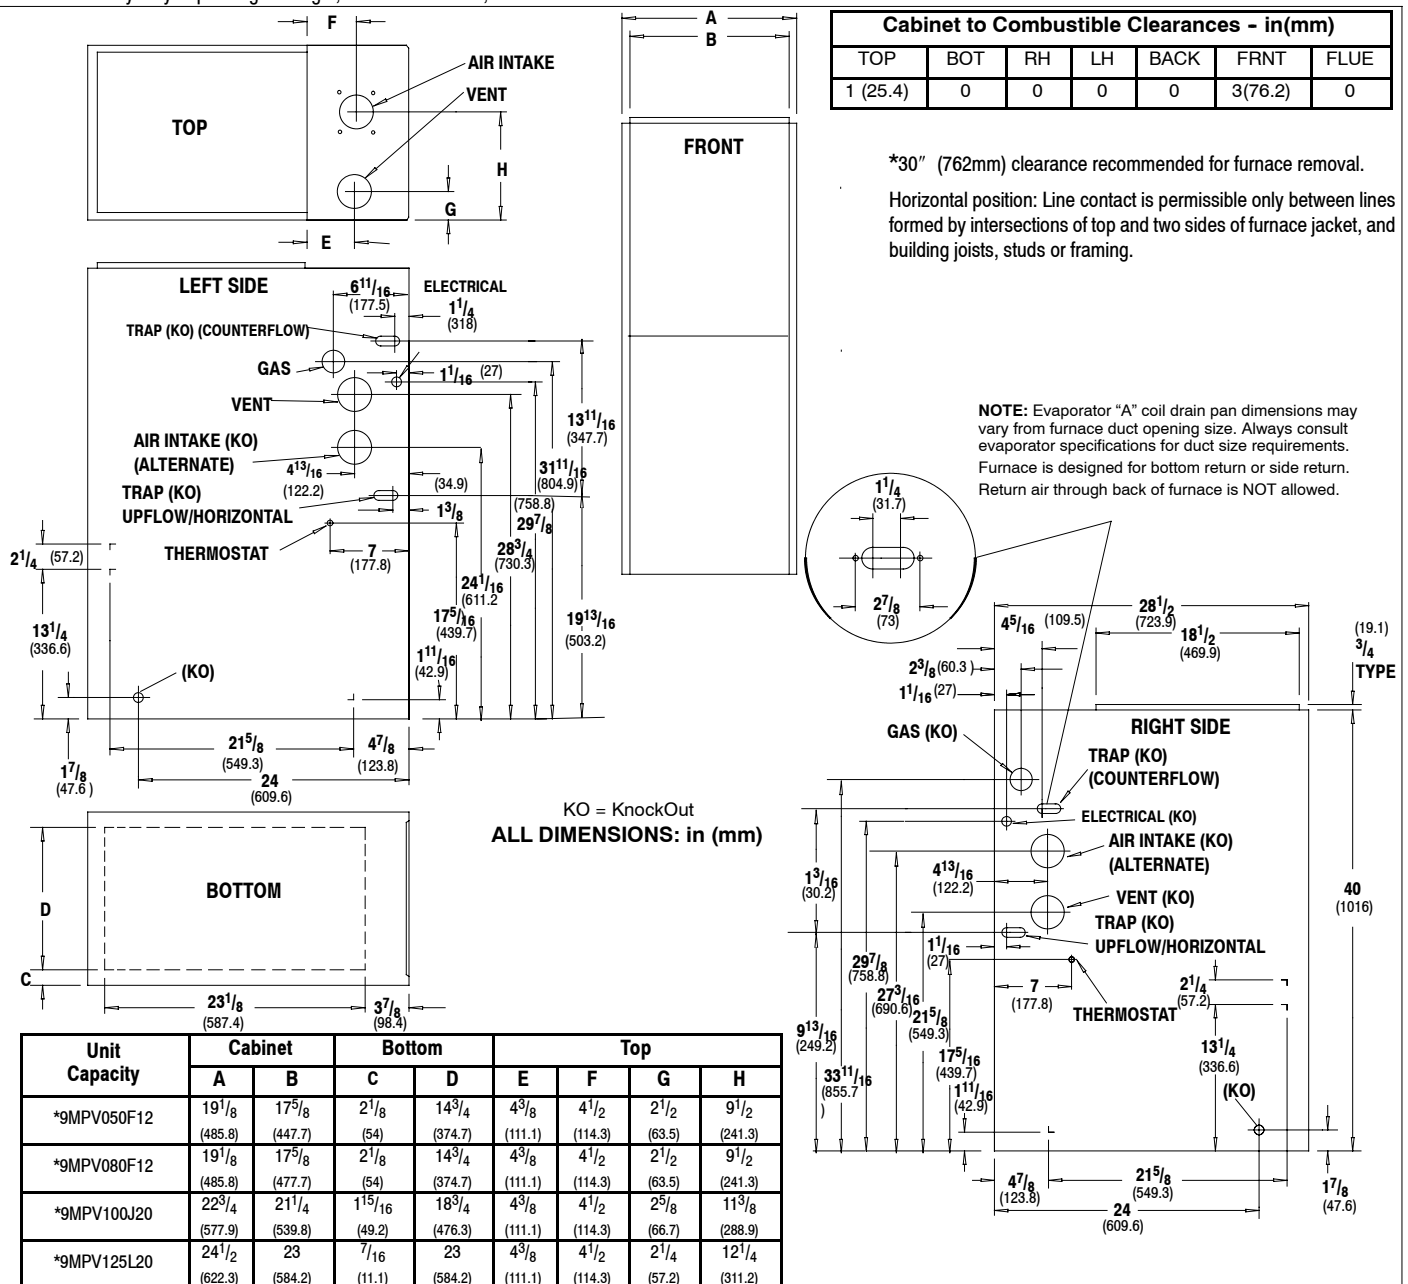 F
AIR INTAKE
VENT
TOP
H
G
E
A
B
FRONT
Cabinet to Combustible Clearances - in(mm)
TOP BOT RH LH BACK FRNT FLUE
1 (25.4) 0 0 0 0 3(76.2) 0
*30″ (762mm) clearance recommended for furnace removal.
Horizontal position: Line contact is permissible only between lines
formed by intersections of top and two sides of furnace jacket, and
building joists, studs or framing.
LEFT SIDE
6 11/16
(177.5)
ELECTRICAL
1 1/4
(318)
TRAP (KO) (COUNTERFLOW)
GAS
1 1/16 (27)
VENT
AIR INTAKE (KO)
(ALTERNATE)
4 13/16
(122.2)
(34.9)
TRAP (KO)
UPFLOW/HORIZONTAL
1 3/8
THERMOSTAT
7
(177.8)
13 11/16
(347.7)
31 11/16
(804.9)
(758.8)
29 7/8
28 3/4
(730.3)
24 1/16
(611.2
17 5/16
(439.7)
19 13/16
(503.2)
1 11/16
(42.9)
2 1/4 (57.2)
13 1/4
(336.6)
(KO)
21 5/8
(549.3)
4 7/8
(123.8)
1 7/8
(47.6 )
24
(609.6)
NOTE: Evaporator “A” coil drain pan dimensions may
vary from furnace duct opening size. Always consult
evaporator specifications for duct size requirements.
Furnace is designed for bottom return or side return.
Return air through back of furnace is NOT allowed.
1 1/4
(31.7)
2 7/8
(73)
28 1/2
(723.9)
4 5/16 (109.5)
18 1/2
(469.9)
(19.1)
3/4
TYPE
2 3/8 (60.3 )
1 1/16 (27)
RIGHT SIDE
GAS (KO)
TRAP (KO)
(COUNTERFLOW)
ELECTRICAL (KO)
AIR INTAKE (KO)
(ALTERNATE)
4 13/16
(122.2)
1 3/16
(30.2)
40
(1016)
VENT (KO)
TRAP (KO)
UPFLOW/HORIZONTAL
1 1/16
(27)
29 7/8
(758.8)
7
(177.8)
2 1/4
(57.2)
27 3/16
(690.6)
THERMOSTAT
21 5/8
(549.3)
9 13/16
(249.2)
17 5/16
(439.7)
13 1/4
(336.6)
33 11/16
(855.7
)
1 11/16
(42.9)
(KO)
4 7/8
(123.8)
21 5/8
(549.3)
1 7/8
(47.6)
24
(609.6)
KO = KnockOut
ALL DIMENSIONS: in (mm)
BOTTOM
D
C
23 1/8
(587.4)
3 7/8
(98.4)
Unit Capacity Cabinet Bottom Top
A B C D E F G H
*9MPV050F12 19 1/8 17 5/8 2 1/8 14 3/4 4 3/8 4 1/2 2 1/2 9 1/2
(485.8) (447.7) (54) (374.7) (111.1) (114.3) (63.5) (241.3)
*9MPV080F12 19 1/8 17 5/8 2 1/8 14 3/4 4 3/8 4 1/2 2 1/2 9 1/2
(485.8) (477.7) (54) (374.7) (111.1) (114.3) (63.5) (241.3)
*9MPV100J20 22 3/4 21 1/4 1 15/16 18 3/4 4 3/8 4 1/2 2 5/8 11 3/8
(577.9) (539.8) (49.2) (476.3) (111.1) (114.3) (66.7) (288.9)
*9MPV125L20 24 1/2 23 7/16 23 4 3/8 4 1/2 2 1/4 12 1/4
(622.3) (584.2) (11.1) (584.2) (111.1) (114.3) (57.2) (311.2)